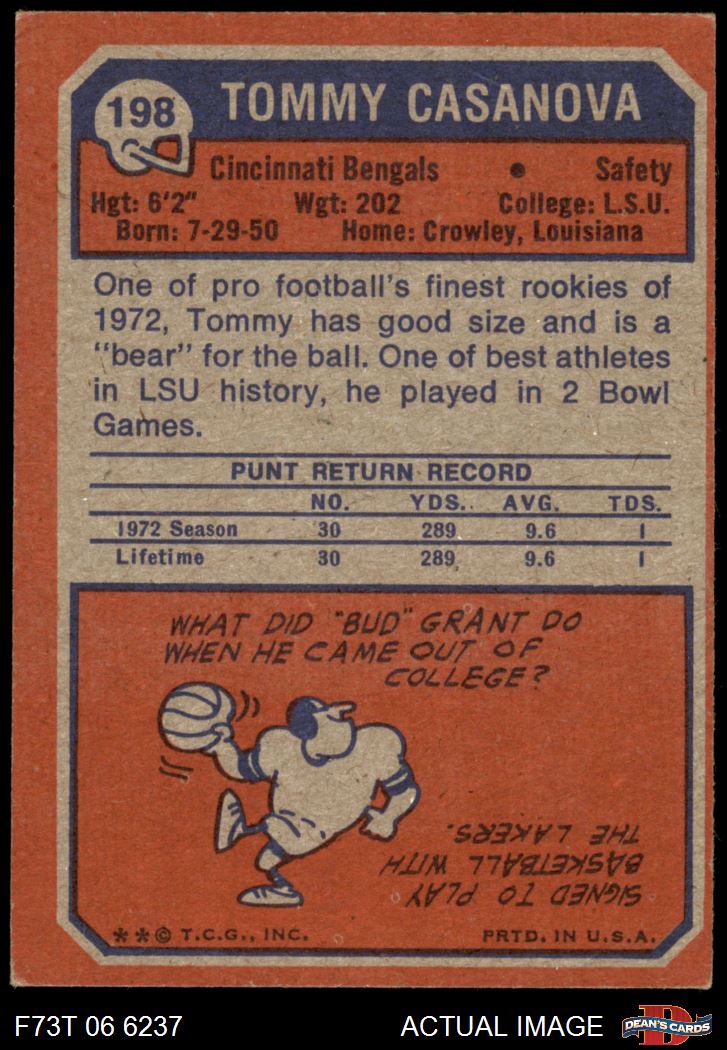 198
TOMMY CASANOVA
Cincinnati Bengals • Safety
Hgt: 6'2" Wgt: 202 College: L.S.U.
Born: 7-29-50 Home: Crowley, Louisiana
One of pro football's finest rookies of
1972, Tommy has good size and is a
"bear" for the ball. One of best athletes
in LSU history, he played in 2 Bowl
Games.
PUNT RETURN RECORD
NO. YDS. AVG. TDS.
1972 Season 30 289 9.6 1
Lifetime 30 289 9.6 1
WHAT DID "BUD" GRANT DO
WHEN HE CAME OUT OF
COLLEGE?
SIGNED TO PLAY
BASKETBALL WITH
THE LAKERS.
**© T.C.G., INC. PRTD. IN U.S.A.
F73T 06 6237 ACTUAL IMAGE
D
DEAN'S CARDS